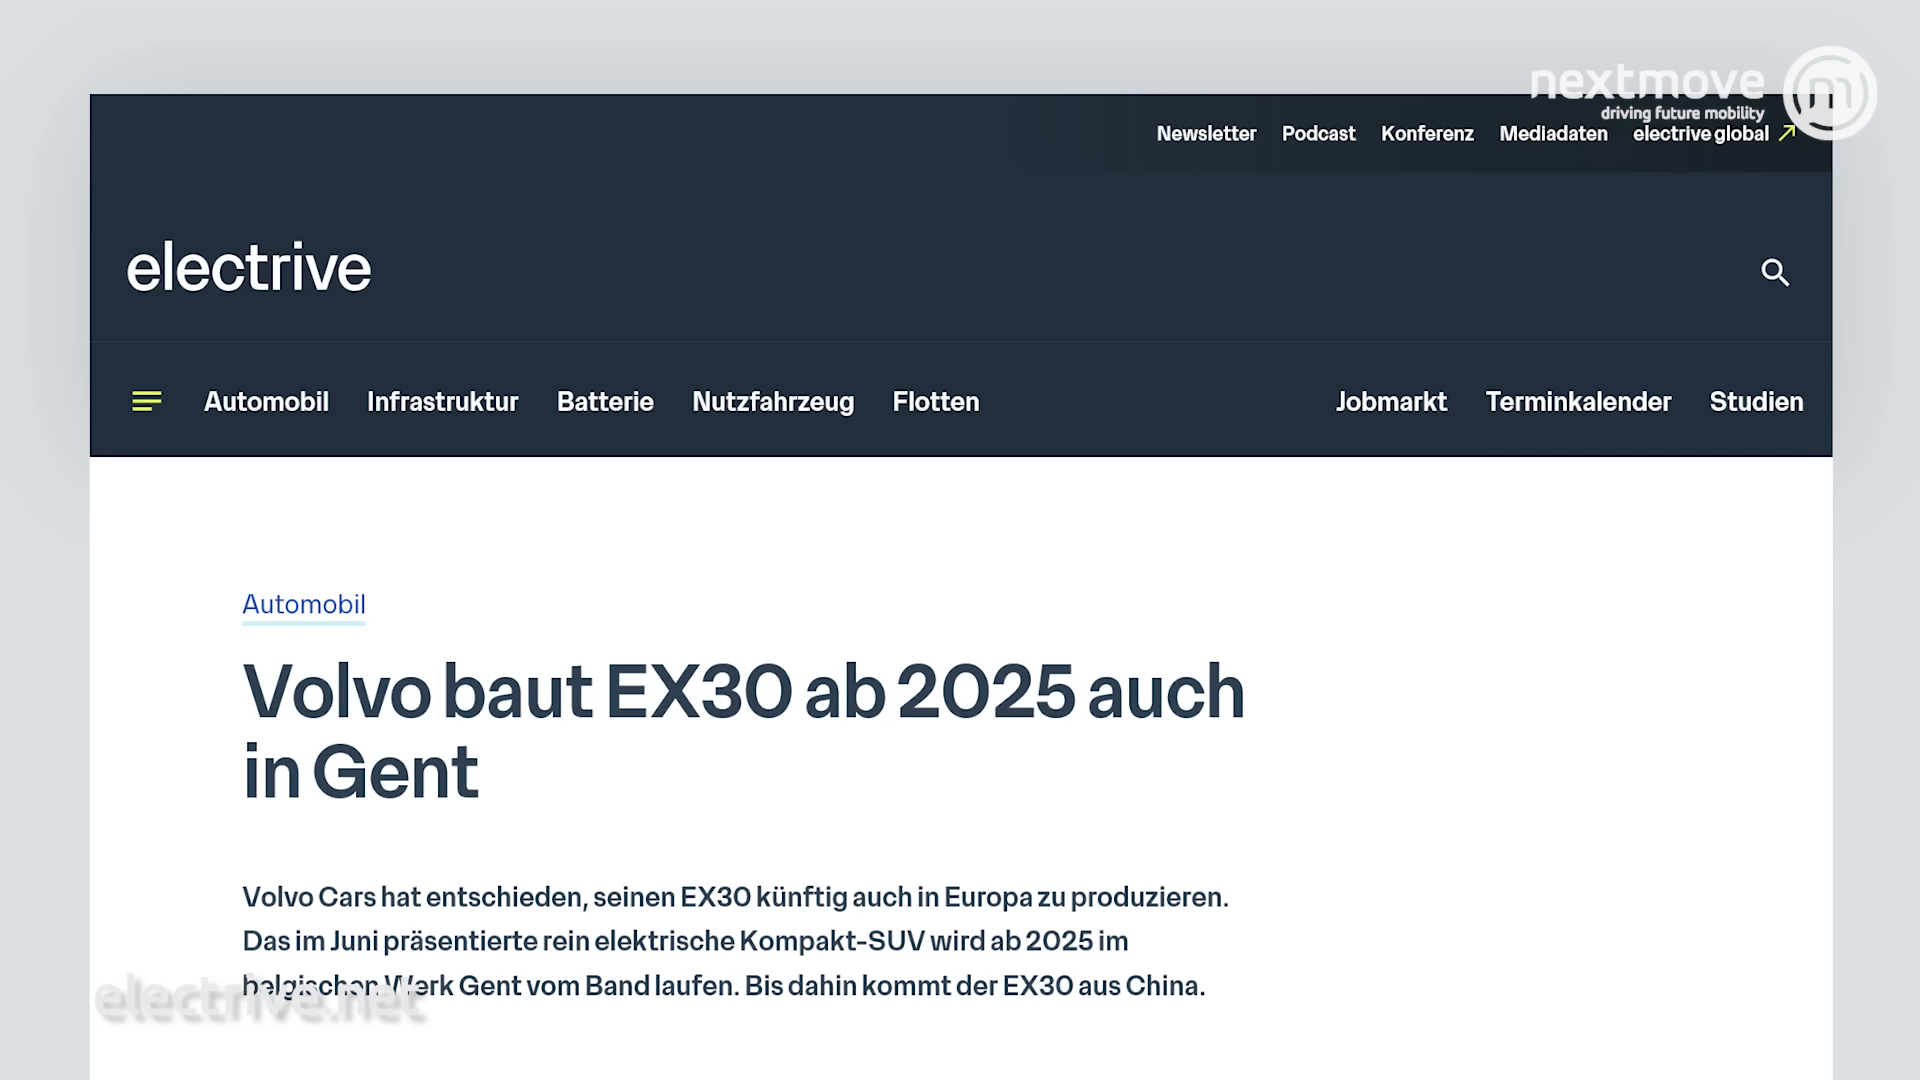 nextmove
driving future mobility
Newsletter Podcast Konferenz Mediadaten electrive global
electrive
Automobil Infrastruktur Batterie Nutzfahrzeug Flotten Jobmarkt Terminkalender Studien
Automobil
Volvo baut EX30 ab 2025 auch
in Gent
Volvo Cars hat entschieden, seinen EX30 künftig auch in Europa zu produzieren.
Das im Juni präsentierte rein elektrische Kompakt-SUV wird ab 2025 im
belgischen Werk Gent vom Band laufen. Bis dahin kommt der EX30 aus China.
electrive.net